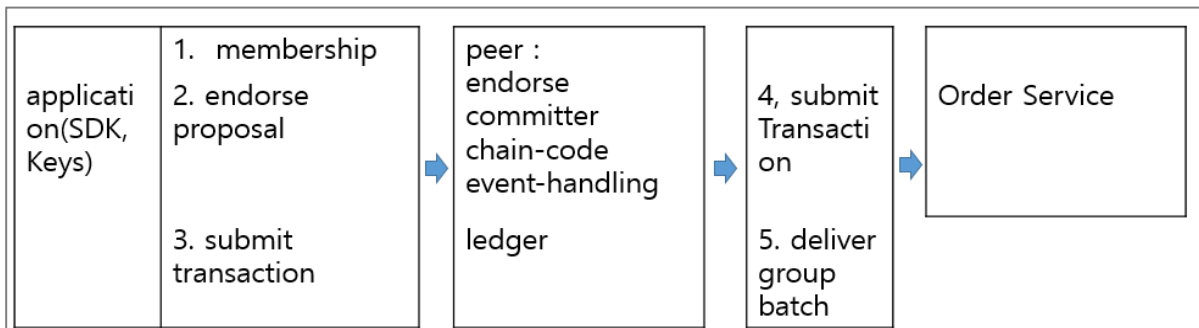 applicati
on(SDK,
Keys)
1. membership
2. endorse
proposal
3. submit
transaction
peer :
endorse
committer
chain-code
event-handling
ledger
4, submit
Transacti
on
5. deliver
group
batch
Order Service